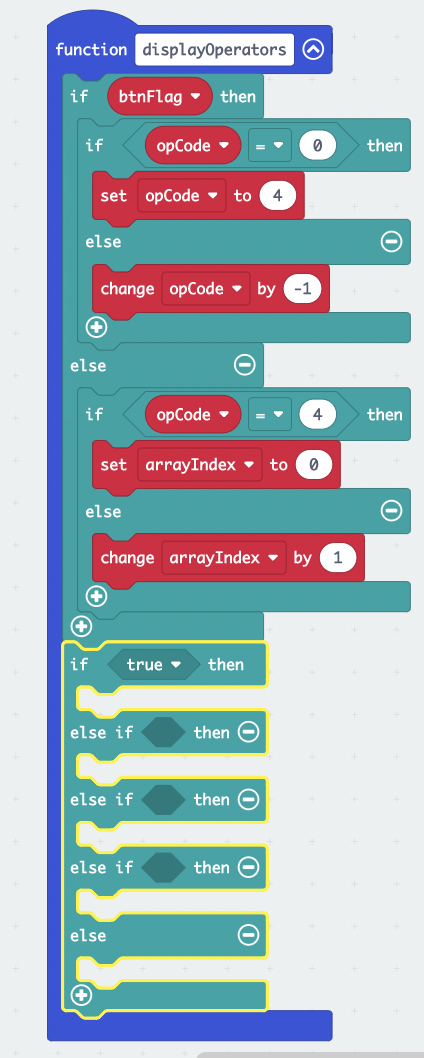 function displayOperators
if btnFlag then
if opCode = 0 then
set opCode to 4
else
change opCode by -1
else
if opCode = 4 then
set arrayIndex to 0
else
change arrayIndex by 1
if true then
else if then
else if then
else if then
else